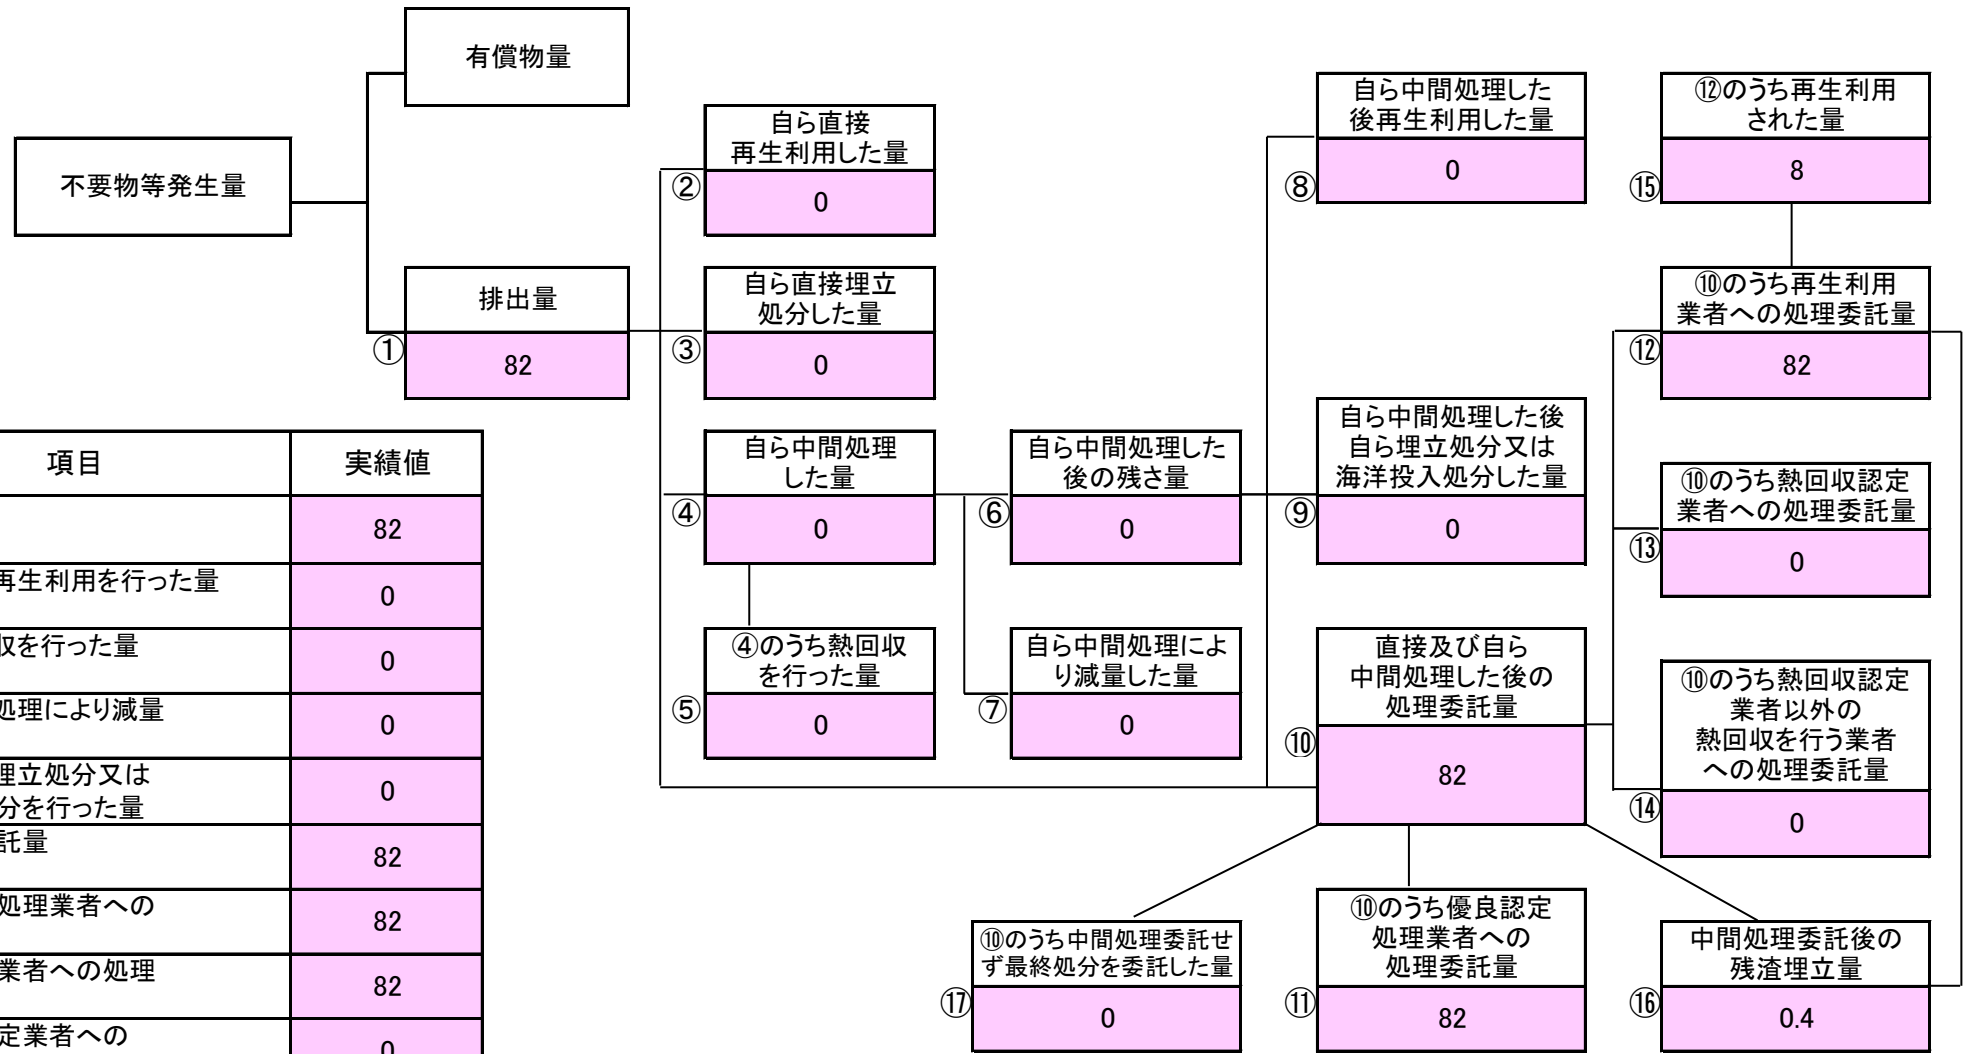 有償物量
不要物等発生量
排出量
①
82
自ら直接
再生利用した量
②
0
自ら直接埋立
処分した量
③
0
自ら中間処理
した量
④
0
④のうち熱回収
を行った量
⑤
0
自ら中間処理した
後の残さ量
⑥
0
自ら中間処理によ
り減量した量
⑦
0
自ら中間処理した
後再生利用した量
⑧
0
自ら中間処理した後
自ら埋立処分又は
海洋投入処分した量
⑨
0
直接及び自ら
中間処理した後の
処理委託量
⑩
82
⑫のうち再生利用
された量
⑮
8
⑩のうち再生利用
業者への処理委託量
⑫
82
⑩のうち熱回収認定
業者への処理委託量
⑬
0
⑩のうち熱回収認定
業者以外の
熱回収を行う業者
への処理委託量
⑭
0
⑩のうち中間処理委託せ
ず最終処分を委託した量
⑰
0
⑩のうち優良認定
処理業者への
処理委託量
⑪
82
中間処理委託後の
残渣埋立量
⑯
0.4
項目 実績値
82
再生利用を行った量
0
収を行った量
0
処理により減量
0
埋立処分又は
分を行った量
0
託量
82
処理業者への
82
業者への処理
82
定業者への
0